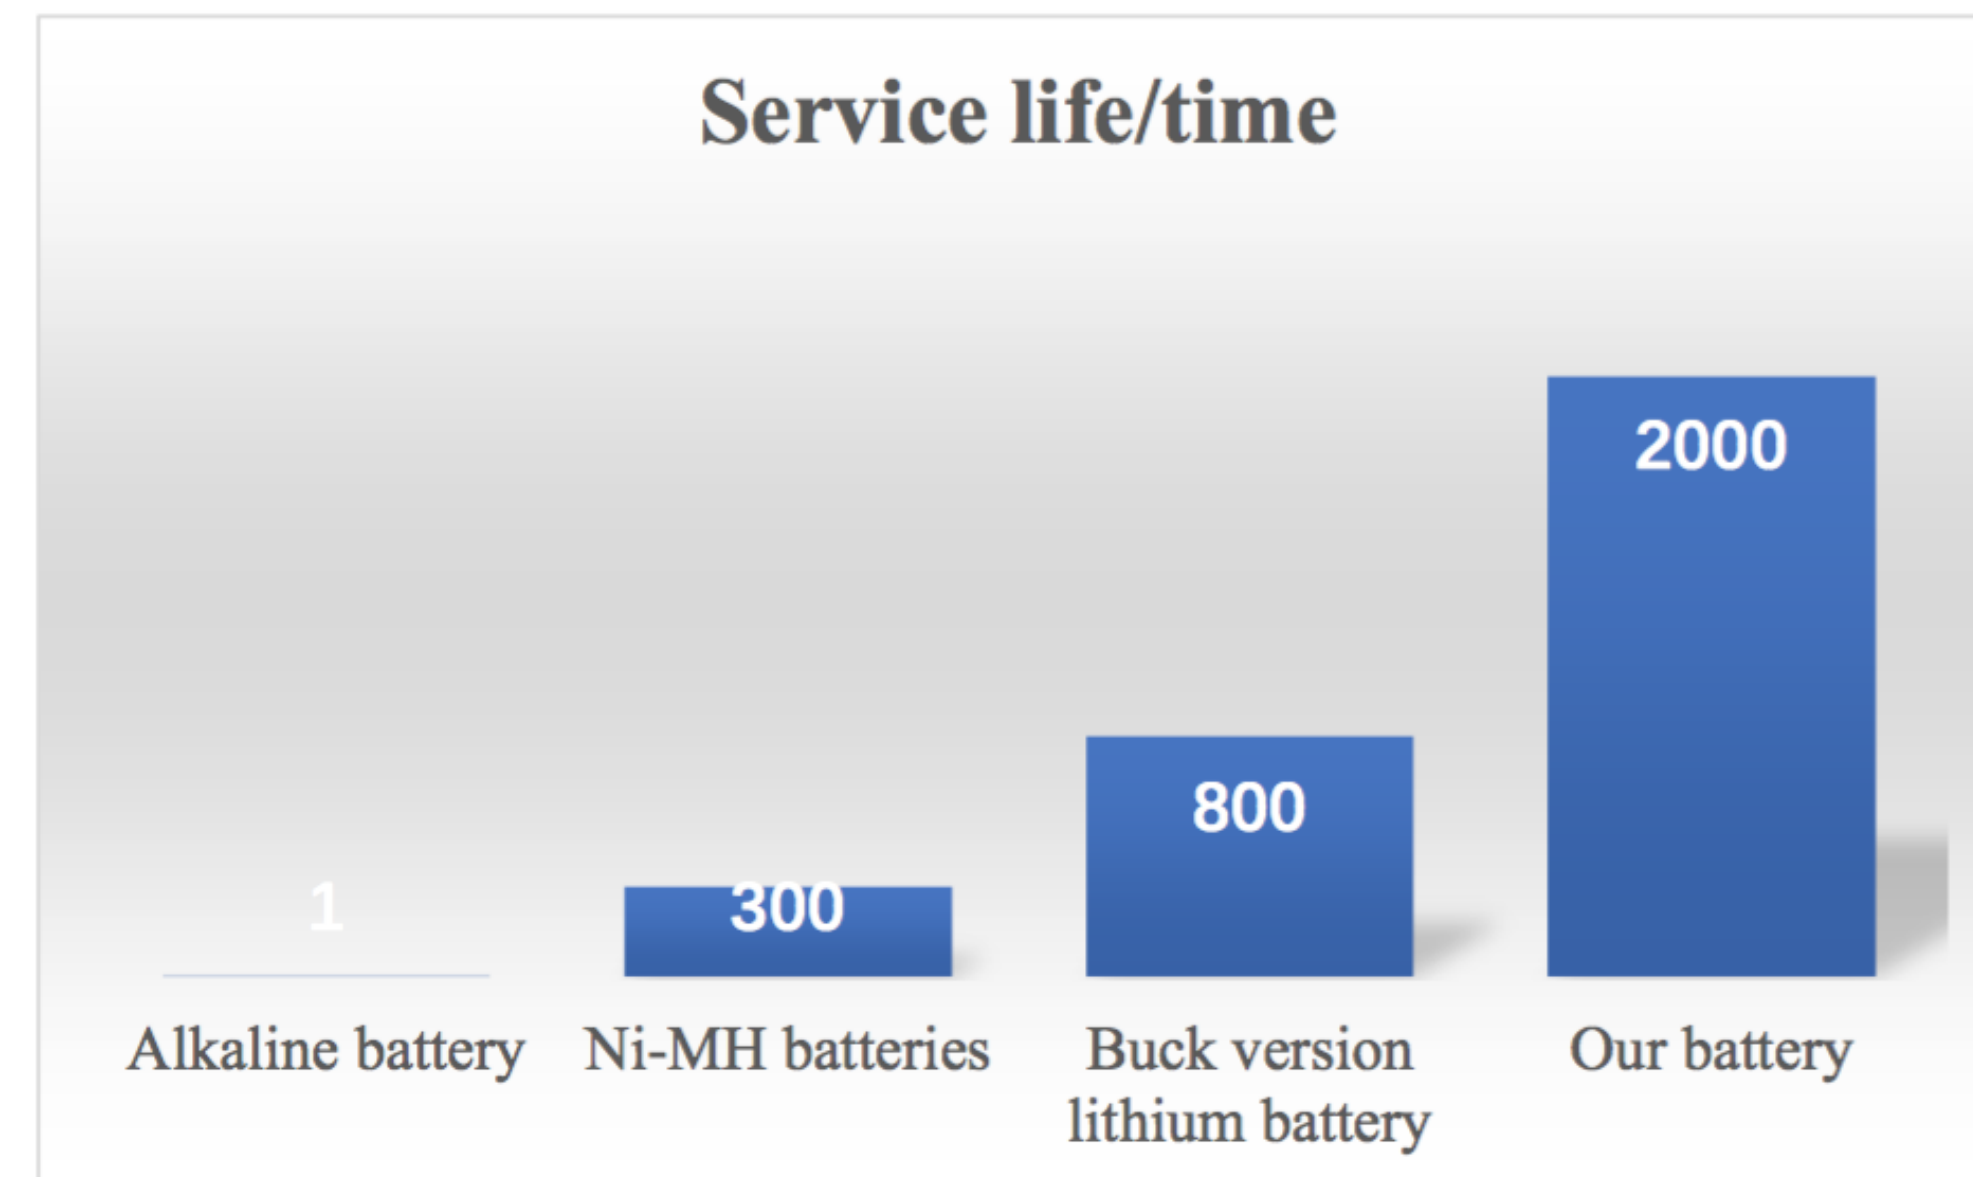 Service life/time
2000
800
1
300
Alkaline battery
Ni-MH batteries
Buck version
lithium battery
Our battery